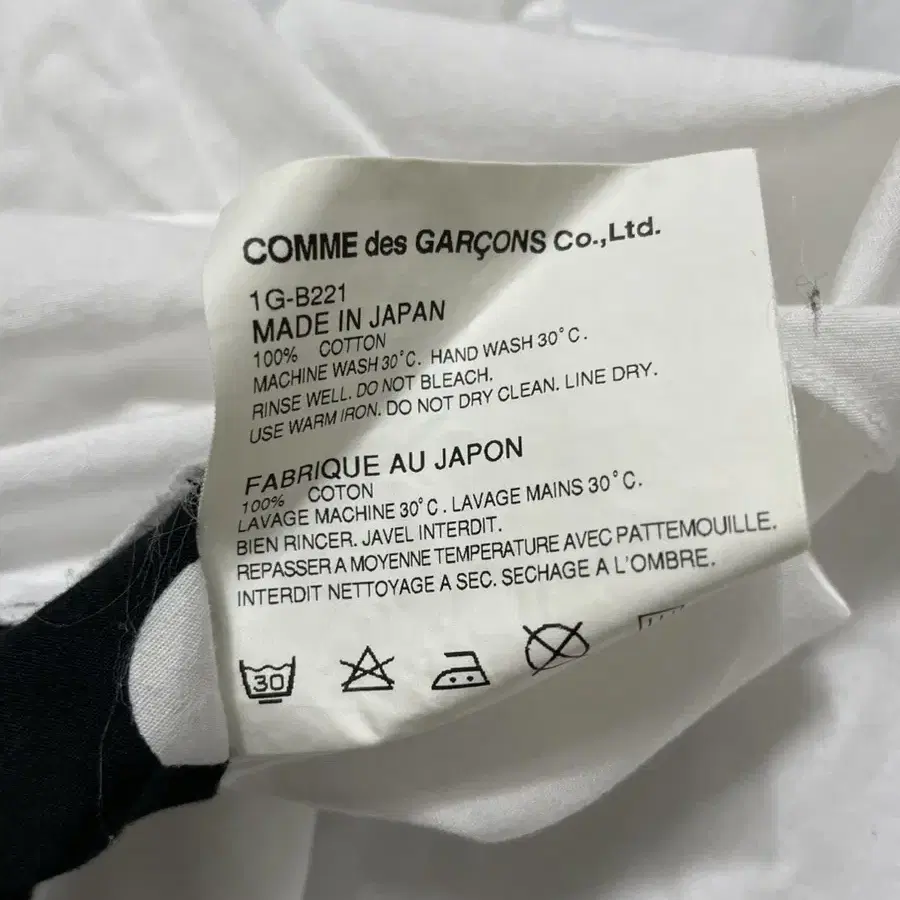 COMME des GARÇONS Co.,Ltd.
1G-B221
MADE IN JAPAN
100% COTTON
MACHINE WASH 30°C. HAND WASH 30°C.
RINSE WELL. DO NOT BLEACH.
USE WARM IRON. DO NOT DRY CLEAN. LINE DRY.
FABRIQUE AU JAPON
100% COTON
LAVAGE MACHINE 30°C. LAVAGE MAINS 30°C.
BIEN RINCER. JAVEL INTERDIT.
REPASSER A MOYENNE TEMPERATURE AVEC PATTEMOUILLE.
INTERDIT NETTOYAGE A SEC. SECHAGE A L'OMBRE.
30